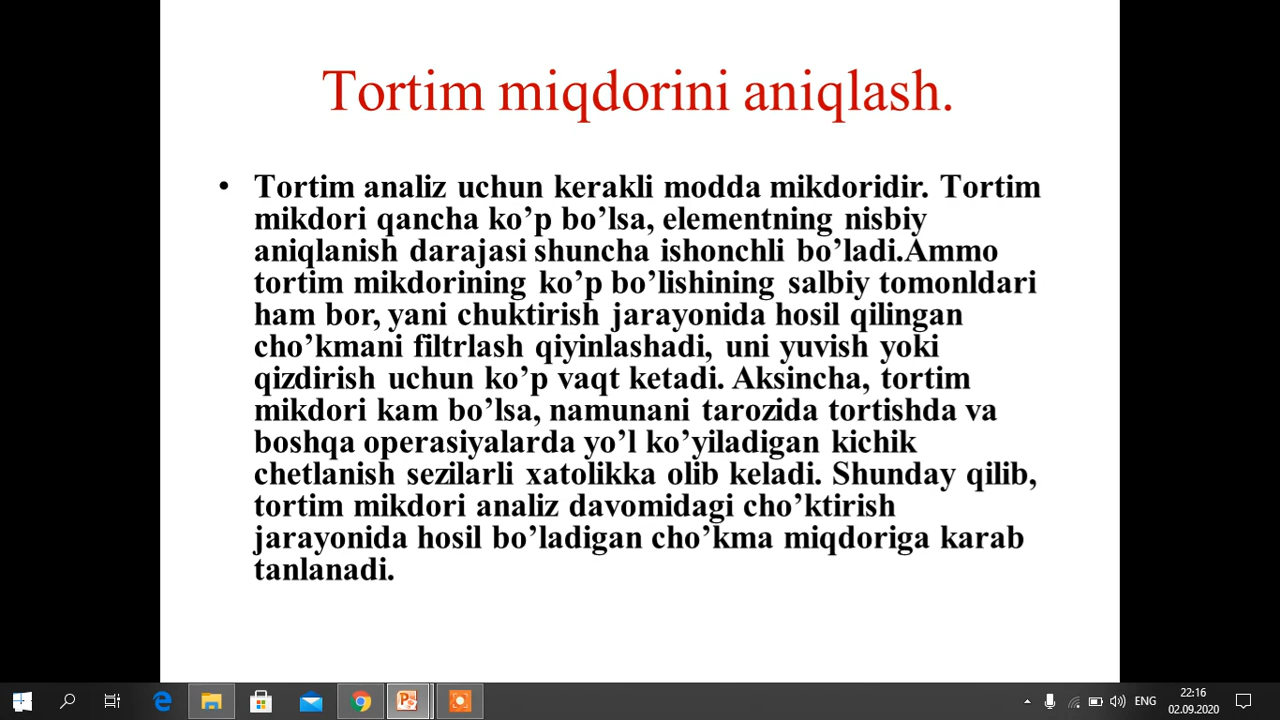 Tortim miqdorini aniqlash.
• Tortim analiz uchun kerakli modda mikdoridir. Tortim
mikdori qancha ko’p bo’lsa, elementning nisbiy
aniqlanish darajasi shuncha ishonchli bo’ladi.Ammo
tortim mikdorining ko’p bo’lishining salbiy tomonldari
ham bor, yani chuktirish jarayonida hosil qilingan
cho’kmani filtrlash qiyinlashadi, uni yuvish yoki
qizdirish uchun ko’p vaqt ketadi. Aksincha, tortim
mikdori kam bo’lsa, namunani tarozida tortishda va
boshqa operasiyalarda yo’l ko’yiladigan kichik
chetlanish sezilarli xatolikka olib keladi. Shunday qilib,
tortim mikdori analiz davomidagi cho’ktirish
jarayonida hosil bo’ladigan cho’kma miqdoriga karab
tanlanadi.
ENG
22:16
02.09.2020